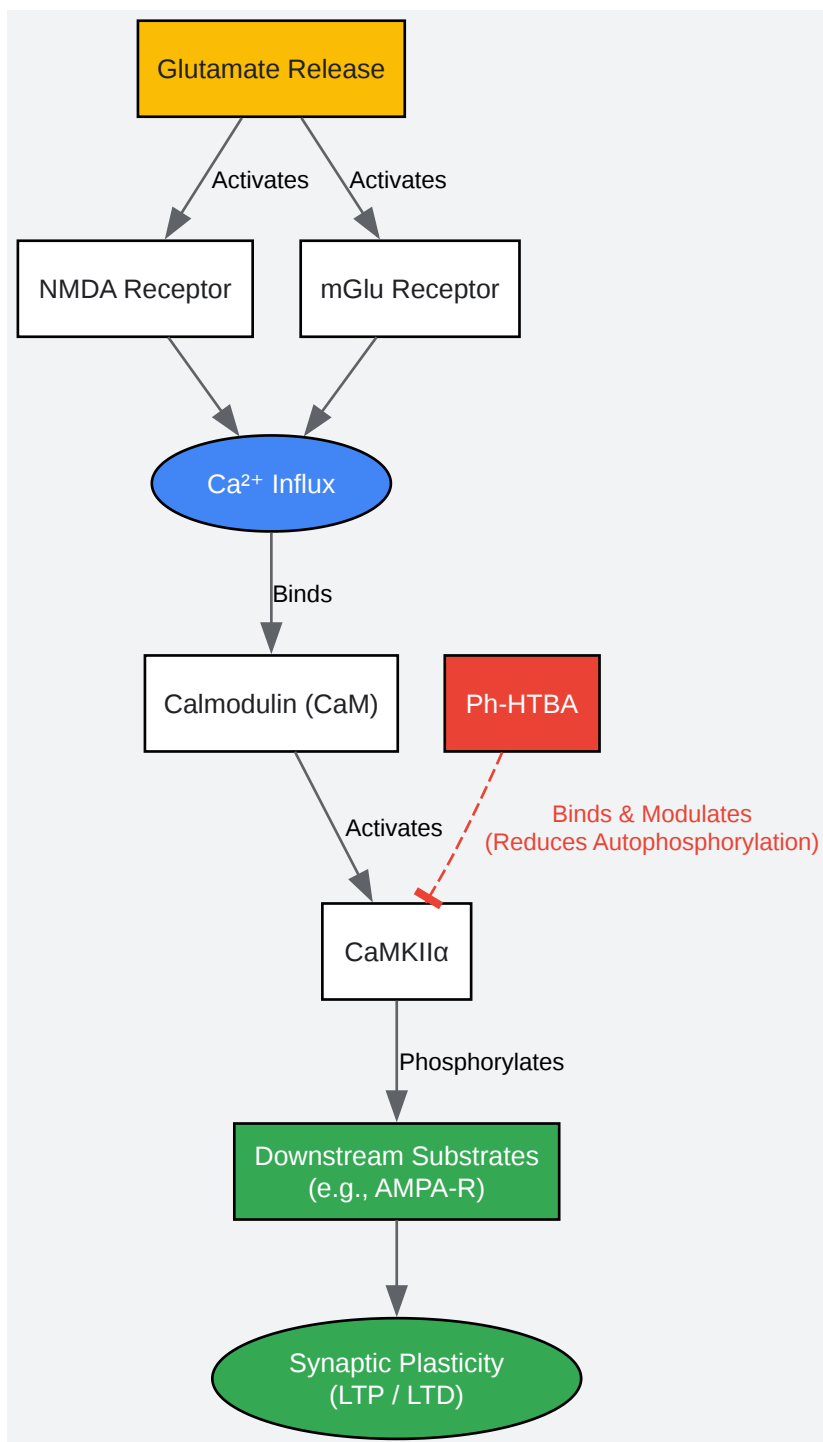 Glutamate Release
Activates
Activates
NMDA Receptor
mGlu Receptor
Ca²⁺ Influx
Binds
Calmodulin (CaM)
Ph-HTBA
Activates
Binds & Modulates
(Reduces Autophosphorylation)
CaMKIIα
Phosphorylates
Downstream Substrates
(e.g., AMPA-R)
Synaptic Plasticity
(LTP / LTD)